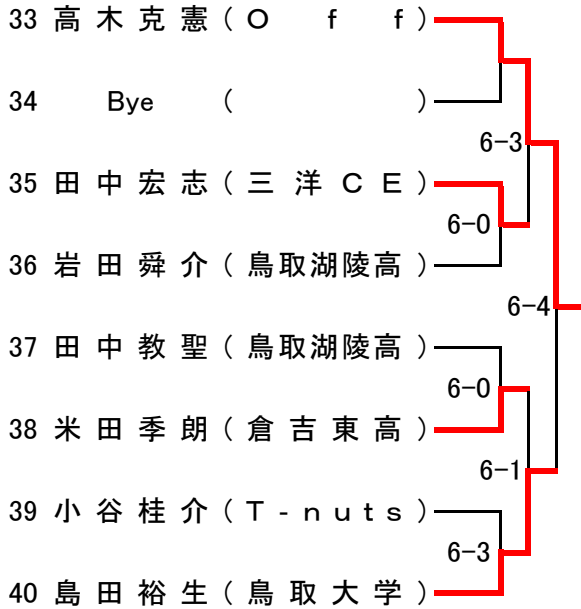 33 高木克憲(Off)
34 Bye ( )
6-3
35 田中宏志(三洋CE)
6-0
36 岩田舜介(鳥取湖陵高)
6-4
37 田中教聖(鳥取湖陵高)
6-0
38 米田季朗(倉吉東高)
6-1
39 小谷桂介(T-nuts)
6-3
40 島田裕生(鳥取大学)